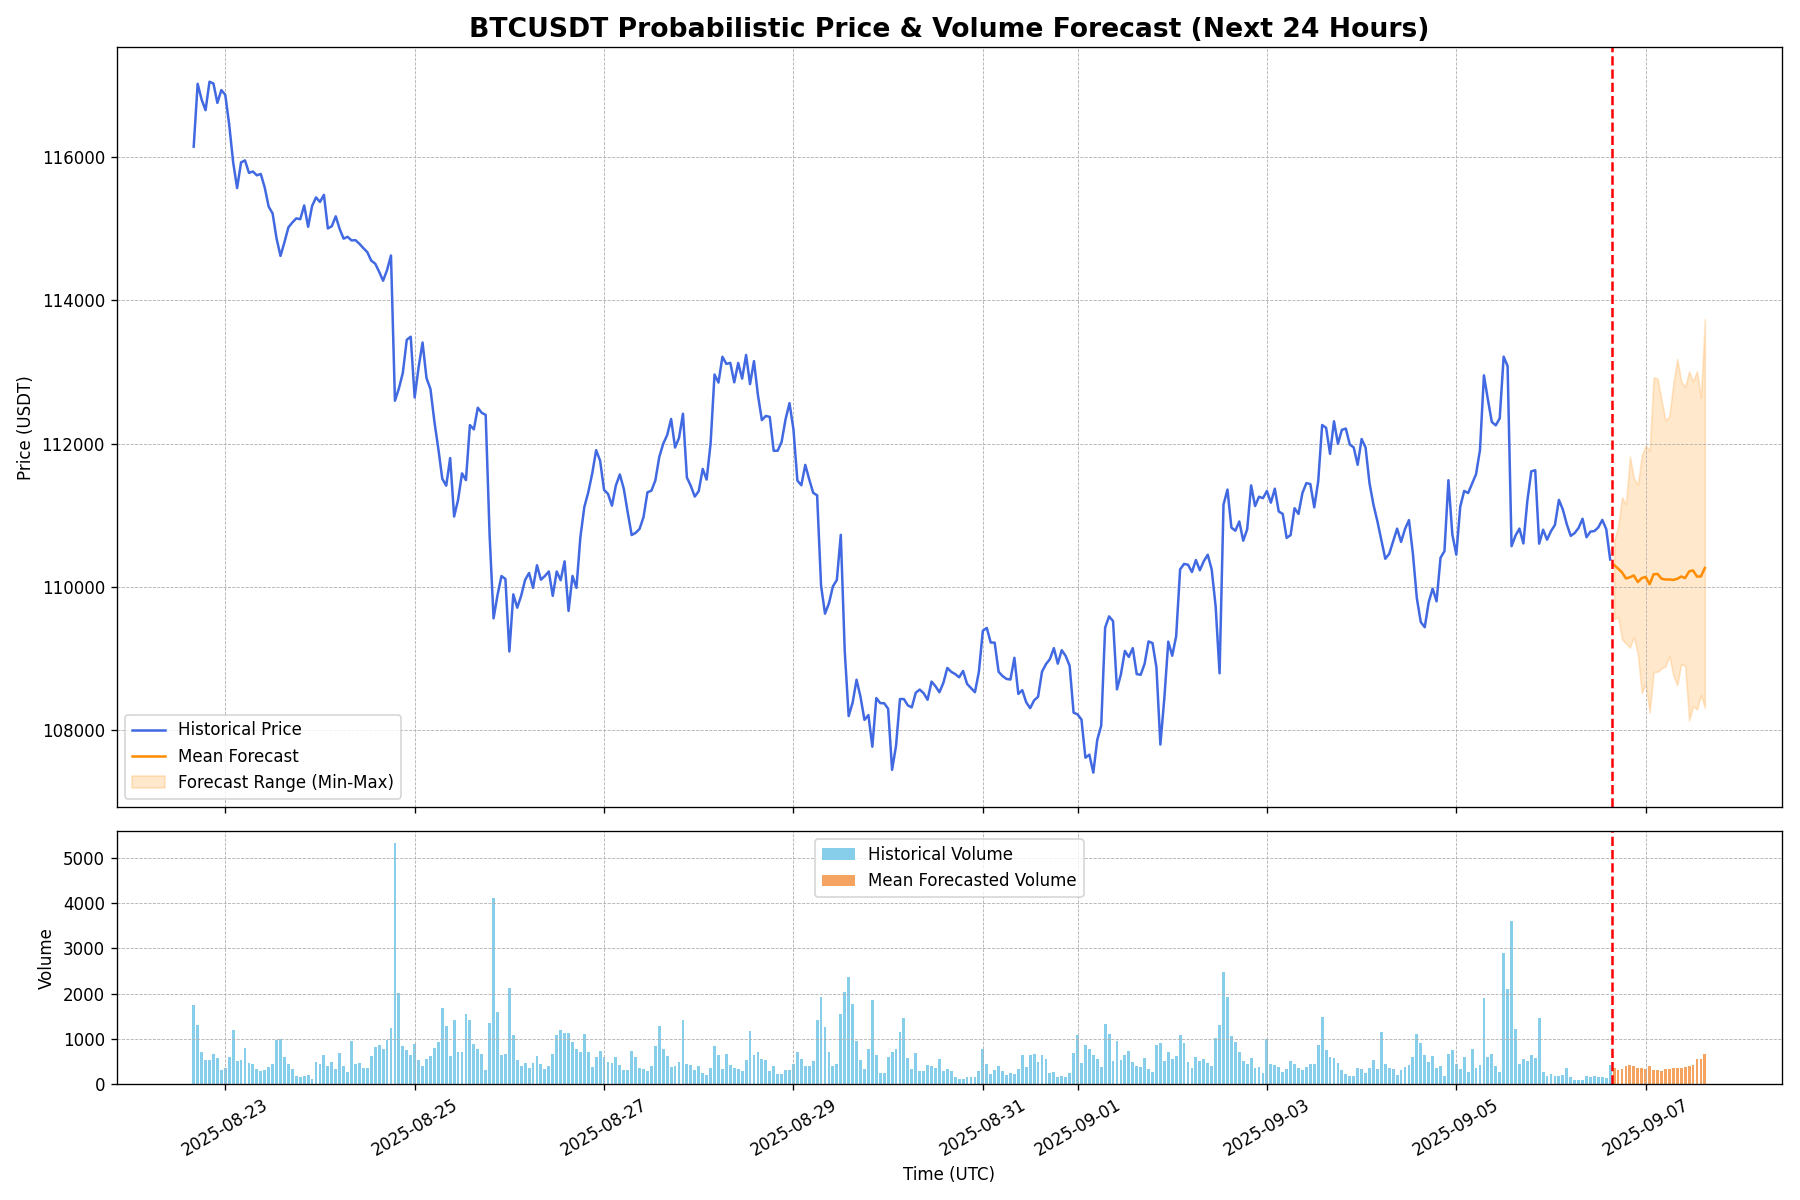 BTCUSDT Probabilistic Price & Volume Forecast (Next 24 Hours)
Price (USDT)
116000
114000
112000
110000
108000
Historical Price
Mean Forecast
Forecast Range (Min-Max)
Volume
5000
4000
3000
2000
1000
0
Historical Volume
Mean Forecasted Volume
2025-08-23
2025-08-25
2025-08-27
2025-08-29
2025-08-31
2025-09-01
2025-09-03
2025-09-05
2025-09-07
Time (UTC)